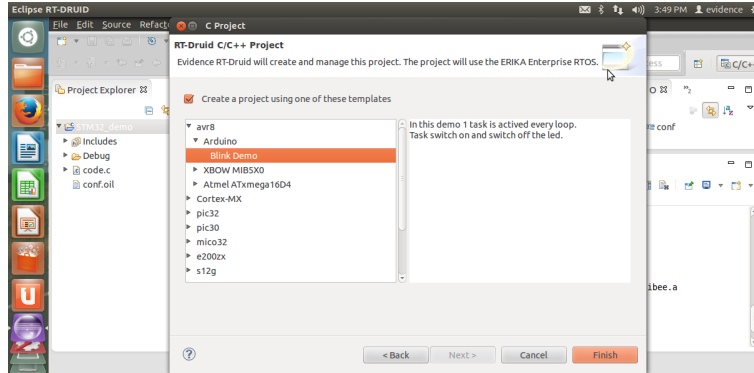 Eclipse RT-DRUID
3:49 PM evidence
File Edit Source Refact
C Project
RT-Druid C/C++ Project
Evidence RT-Druid will create and manage this project. The project will use the ERIKA Enterprise RTOS.
ess
C/C++
Project Explorer
Create a project using one of these templates
STM32_demo
Includes
Debug
code.c
conf.oil
avr8
Arduino
Blink Demo
XBOW MIB5X0
Atmel ATxmega16D4
Cortex-MX
pic32
pic30
mico32
e200zx
s12g
In this demo 1 task is actived every loop.
Task switch on and switch off the led.
conf
ibee.a
< Back
Next >
Cancel
Finish